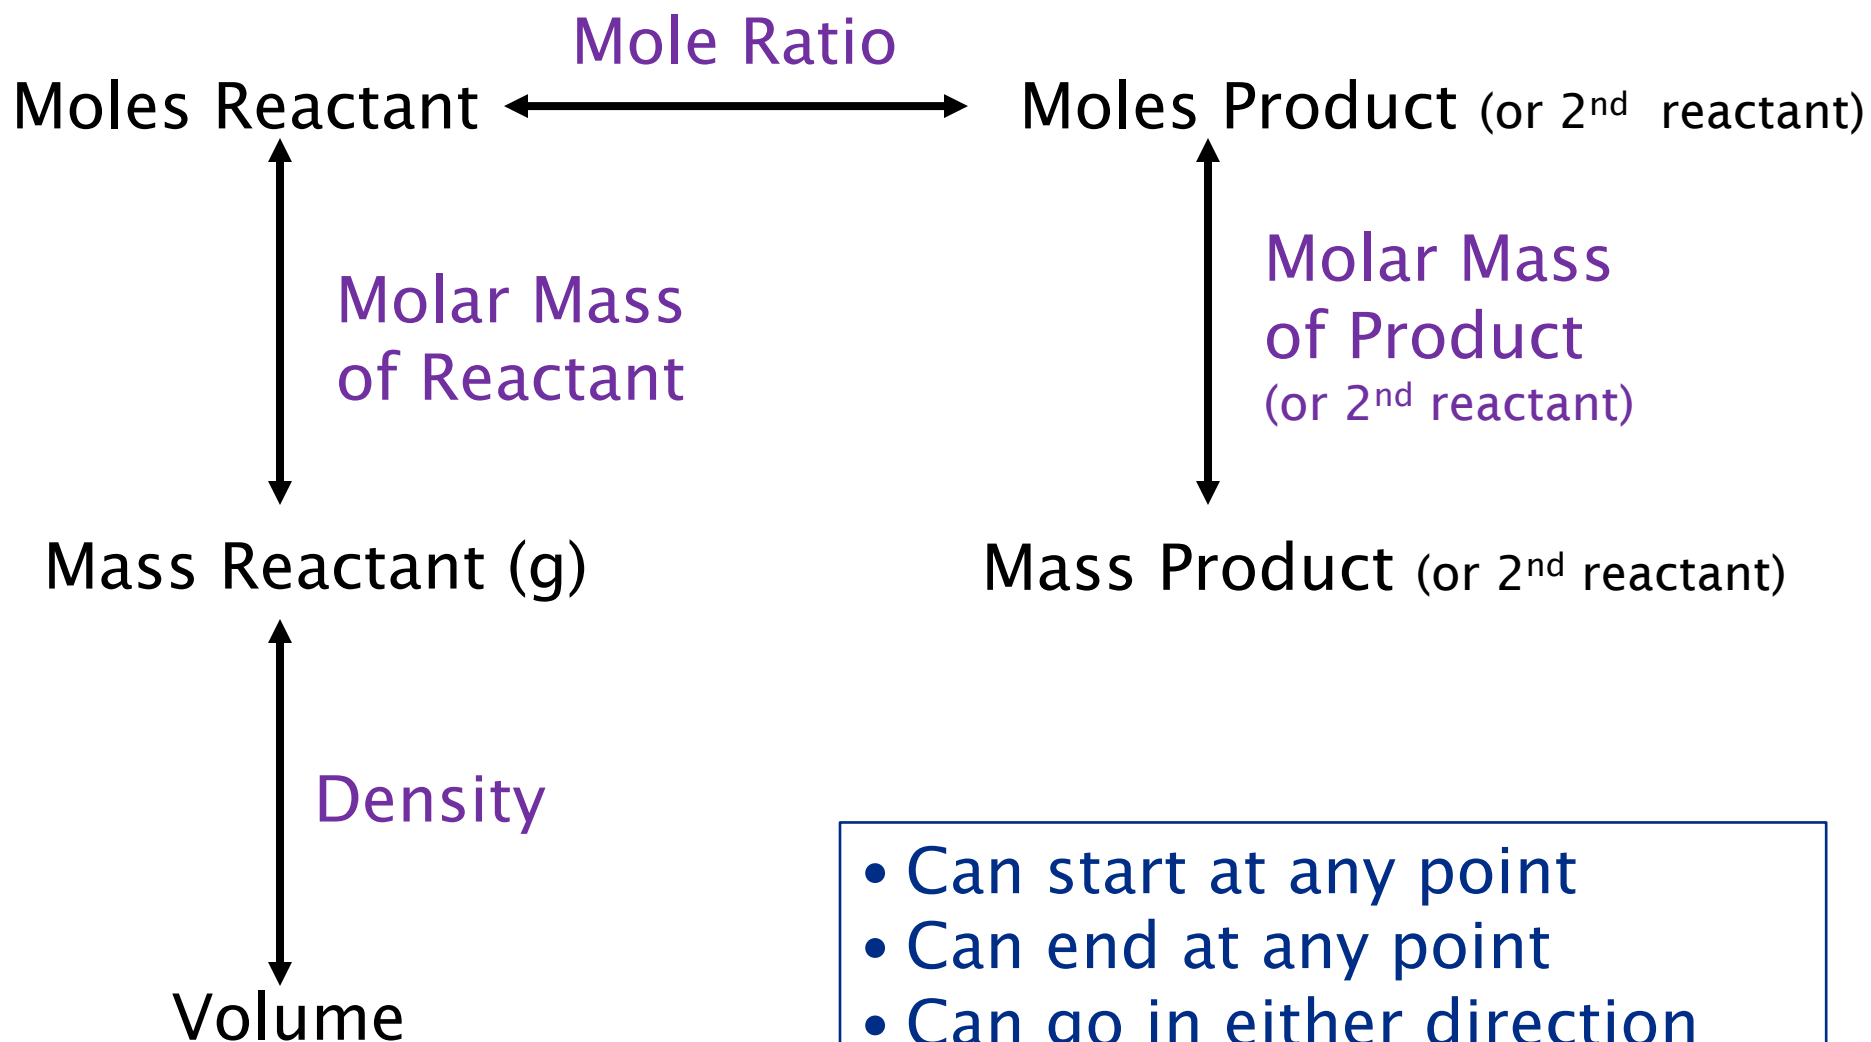 Mole Ratio
Moles Reactant
Moles Product (or 2nd reactant)
Molar Mass
of Reactant
Molar Mass
of Product
(or 2nd reactant)
Mass Reactant (g)
Mass Product (or 2nd reactant)
Density
Volume
• Can start at any point
• Can end at any point
• Can go in either direction